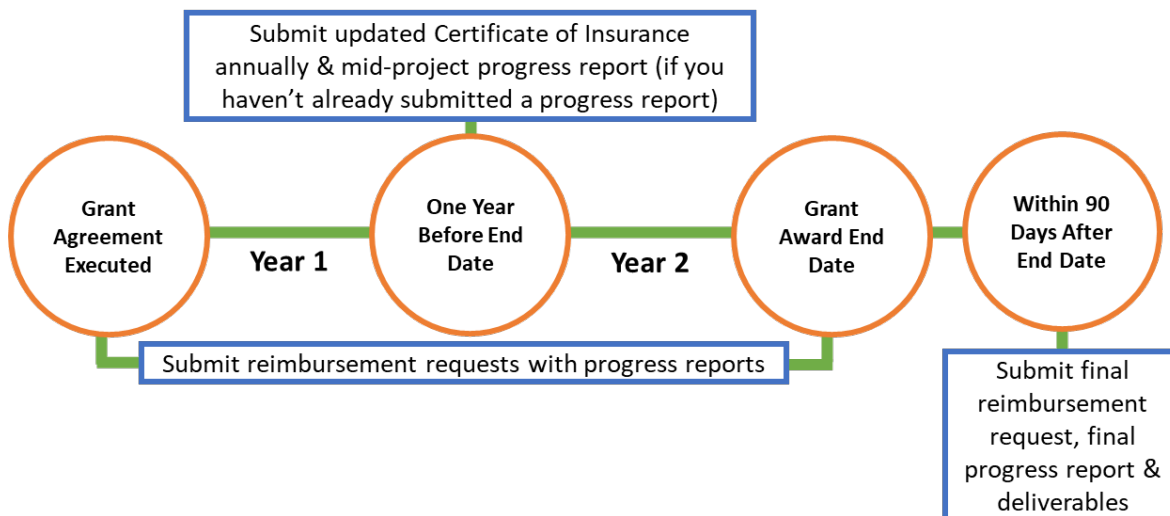 Submit updated Certificate of Insurance
annually & mid-project progress report (if you
haven't already submitted a progress report)
Grant
Agreement
Executed
Year 1
One Year
Before End
Date
Year 2
Grant
Award End
Date
Within 90
Days After
End Date
Submit reimbursement requests with progress reports
Submit final
reimbursement
request, final
progress report &
deliverables